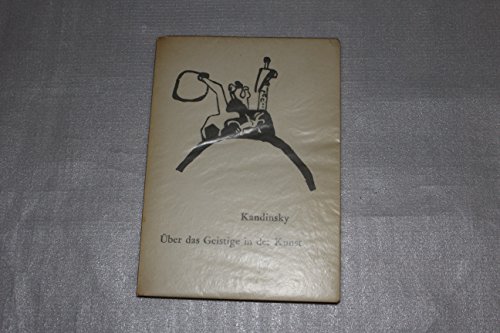 Kandinsky
Über das Geistige in der Kunst